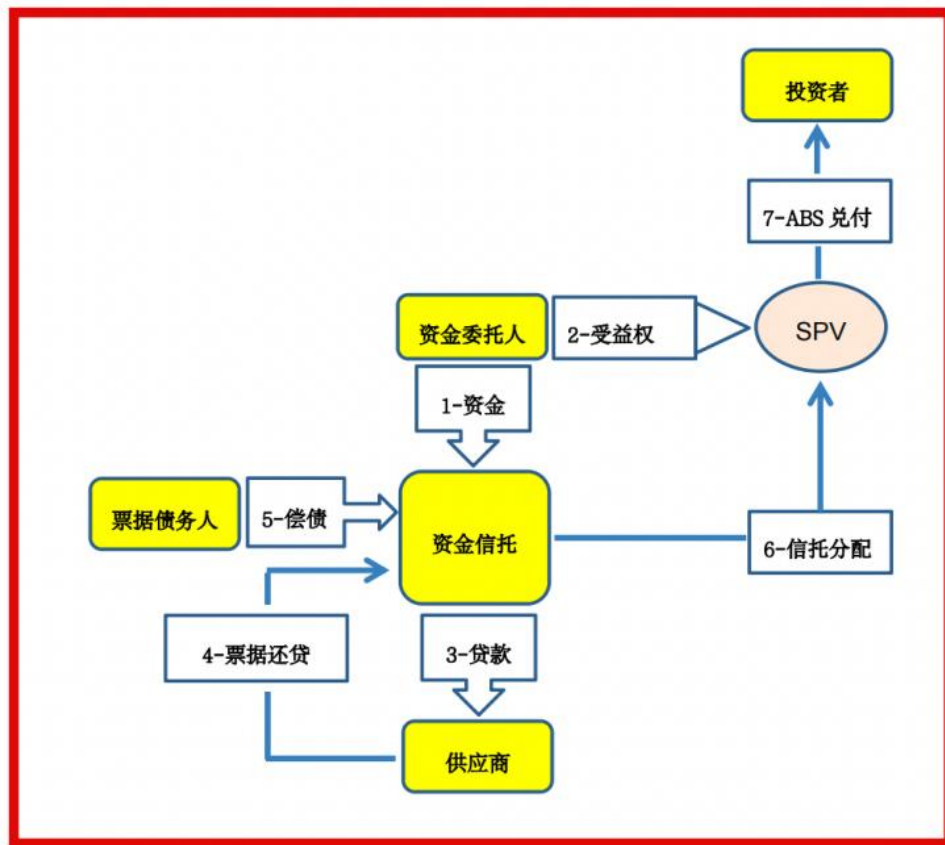 投资者
7-ABS 兑付
资金委托人
2-受益权
SPV
1-资金
票据债务人
5-偿债
资金信托
6-信托分配
4-票据还贷
3-贷款
供应商